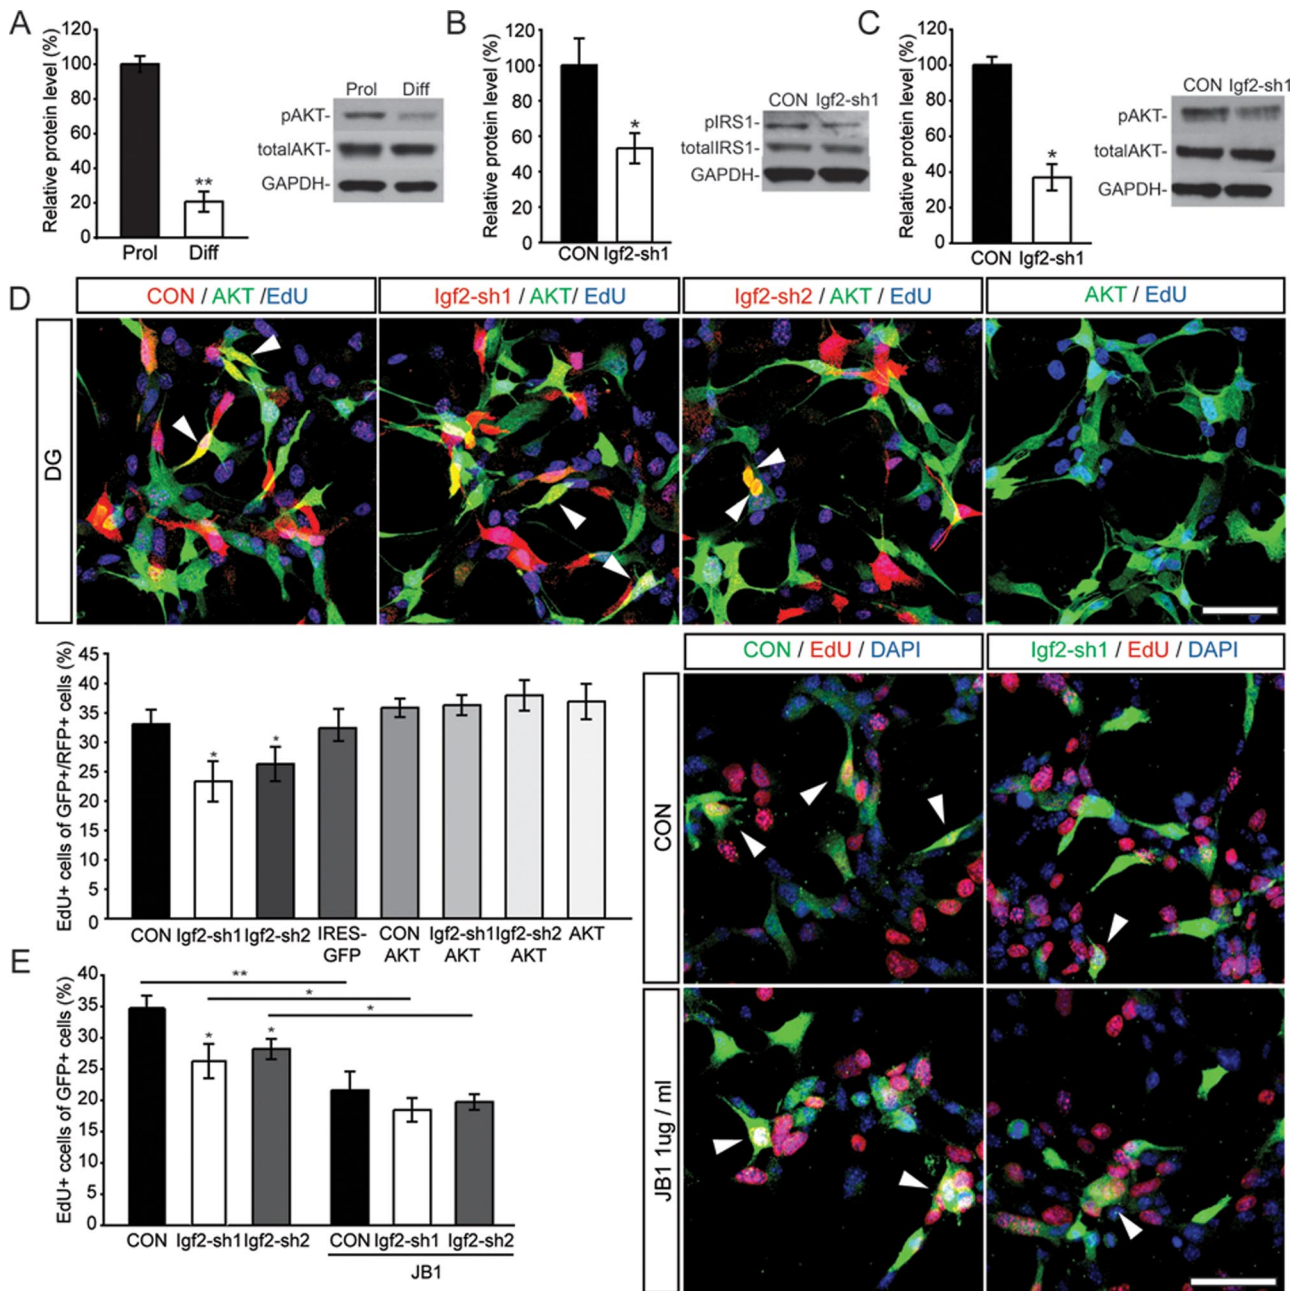 A
Relative protein level (%)
120
100
80
60
40
20
0
**
Prol
Diff
Prol Diff
pAKT-
totalAKT-
GAPDH-
B
Relative protein level (%)
120
100
80
60
40
20
0
*
CON Igf2-sh1
CON Igf2-sh1
pIRS1-
totalIRS1-
GAPDH-
C
Relative protein level (%)
120
100
80
60
40
20
0
*
CON Igf2-sh1
CON Igf2-sh1
pAKT-
totalAKT-
GAPDH-
D
CON / AKT /EdU
Igf2-sh1 / AKT/ EdU
Igf2-sh2 / AKT / EdU
AKT / EdU
DG
EdU+ cells of GFP+/RFP+ cells (%)
45
40
35
30
25
20
15
10
5
0
*
*
CON Igf2-sh1 Igf2-sh2 IRES-GFP CON AKT Igf2-sh1 AKT Igf2-sh2 AKT AKT
E
EdU+ ccells of GFP+ cells (%)
40
35
30
25
20
15
10
5
0
**
*
*
*
*
CON Igf2-sh1 Igf2-sh2 CON Igf2-sh1 Igf2-sh2
JB1
CON / EdU / DAPI
Igf2-sh1 / EdU / DAPI
CON
JB1 1ug / ml